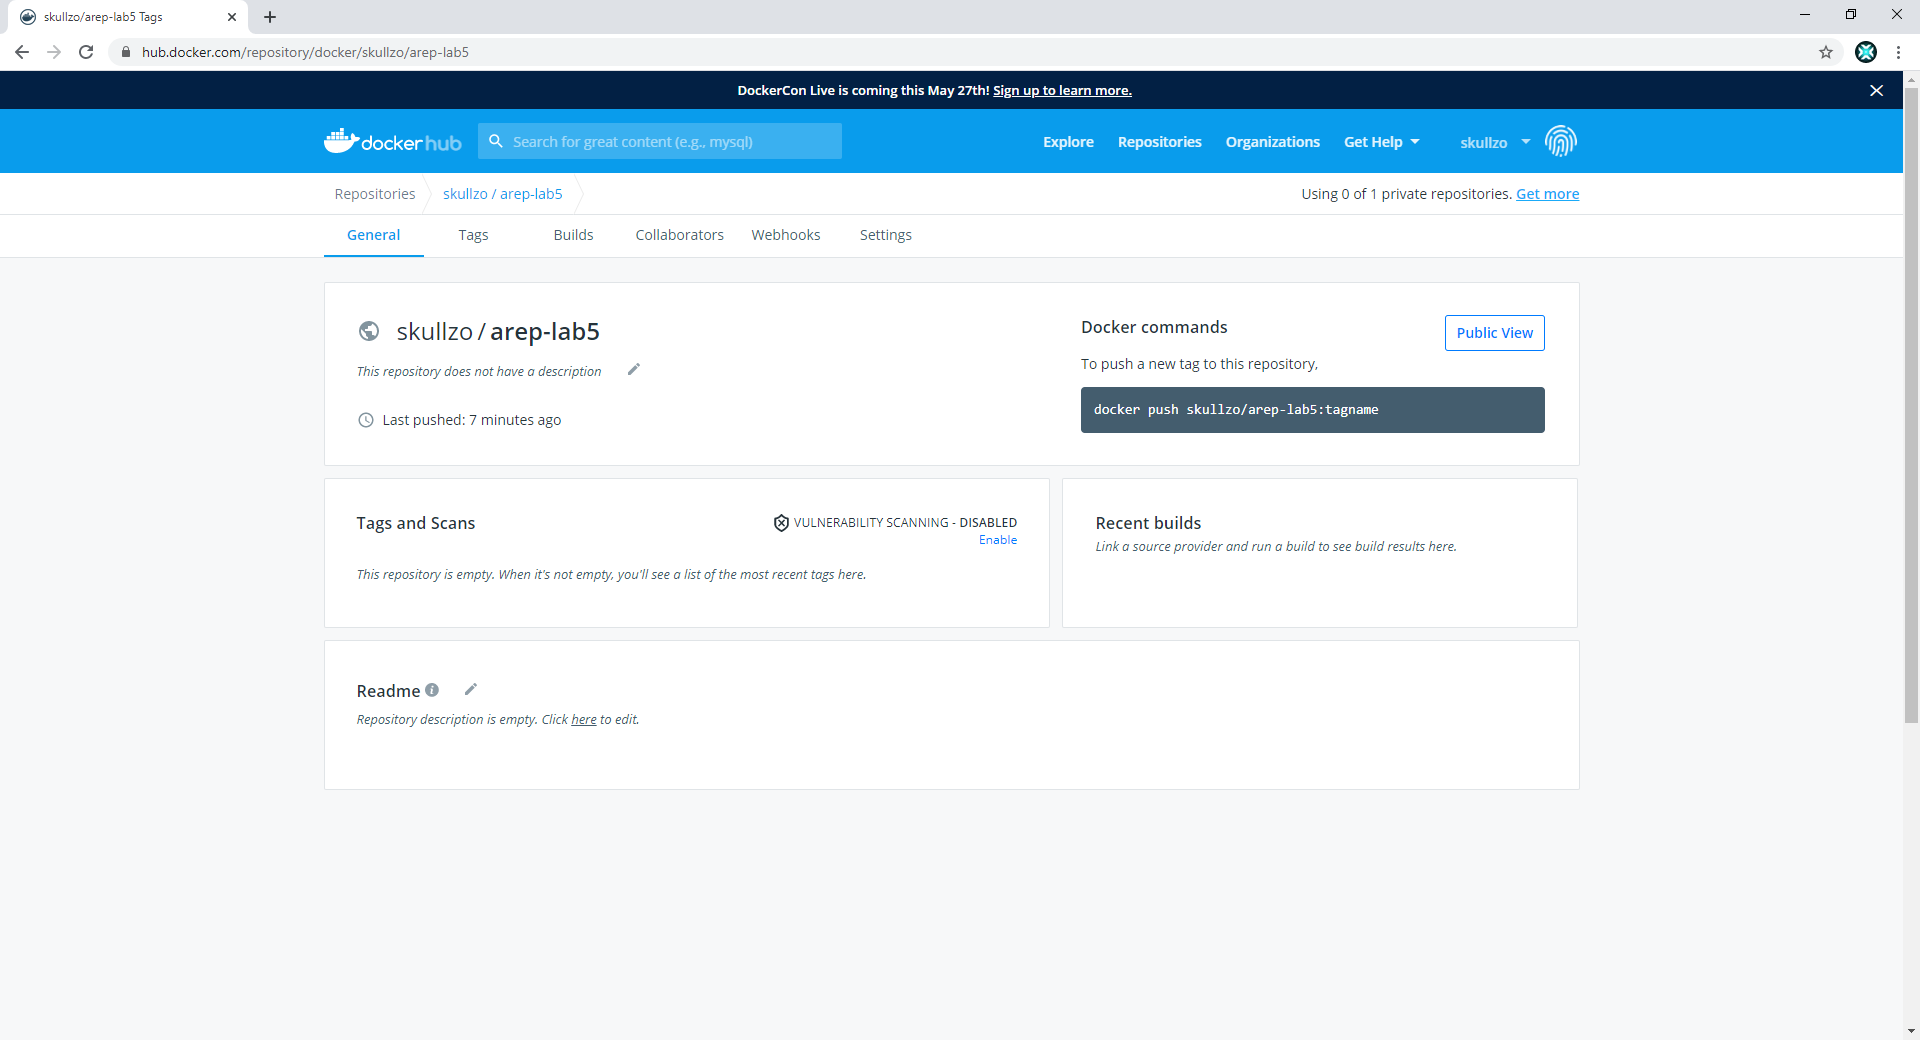 skullzo/arep-lab5 Tags
hub.docker.com/repository/docker/skullzo/arep-lab5
DockerCon Live is coming this May 27th! Sign up to learn more.
dockerhub
Search for great content (e.g., mysql)
Explore Repositories Organizations Get Help skullzo
Repositories skullzo / arep-lab5 Using 0 of 1 private repositories. Get more
General Tags Builds Collaborators Webhooks Settings
skullzo / arep-lab5
This repository does not have a description
Last pushed: 7 minutes ago
Docker commands
Public View
To push a new tag to this repository,
docker push skullzo/arep-lab5:tagname
Tags and Scans
VULNERABILITY SCANNING - DISABLED
Enable
This repository is empty. When it's not empty, you'll see a list of the most recent tags here.
Recent builds
Link a source provider and run a build to see build results here.
Readme
Repository description is empty. Click here to edit.